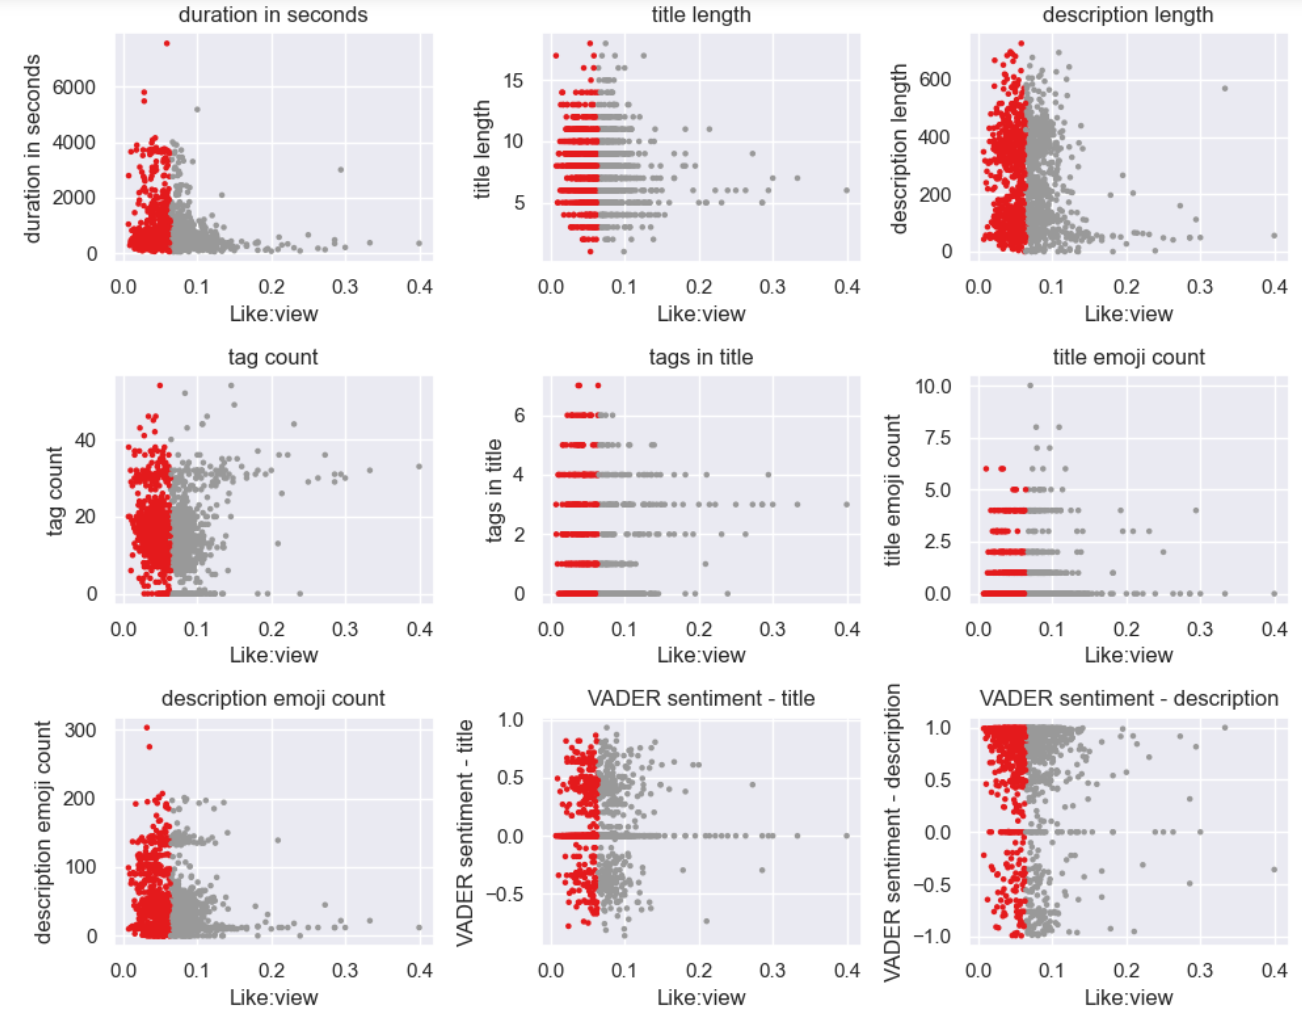 duration in seconds
title length
description length
duration in seconds
6000
4000
2000
0
0.0 0.1 0.2 0.3 0.4
Like:view
title length
15
10
5
0.0 0.1 0.2 0.3 0.4
Like:view
description length
600
400
200
0
0.0 0.1 0.2 0.3 0.4
Like:view
tag count
tags in title
title emoji count
tag count
40
20
0
0.0 0.1 0.2 0.3 0.4
Like:view
tags in title
6
4
2
0
0.0 0.1 0.2 0.3 0.4
Like:view
title emoji count
10.0
7.5
5.0
2.5
0.0
0.0 0.1 0.2 0.3 0.4
Like:view
description emoji count
VADER sentiment - title
VADER sentiment - description
description emoji count
300
200
100
0
0.0 0.1 0.2 0.3 0.4
Like:view
VADER sentiment - title
1.0
0.5
0.0
−0.5
0.0 0.1 0.2 0.3 0.4
Like:view
VADER sentiment - description
1.0
0.5
0.0
−0.5
−1.0
0.0 0.1 0.2 0.3 0.4
Like:view